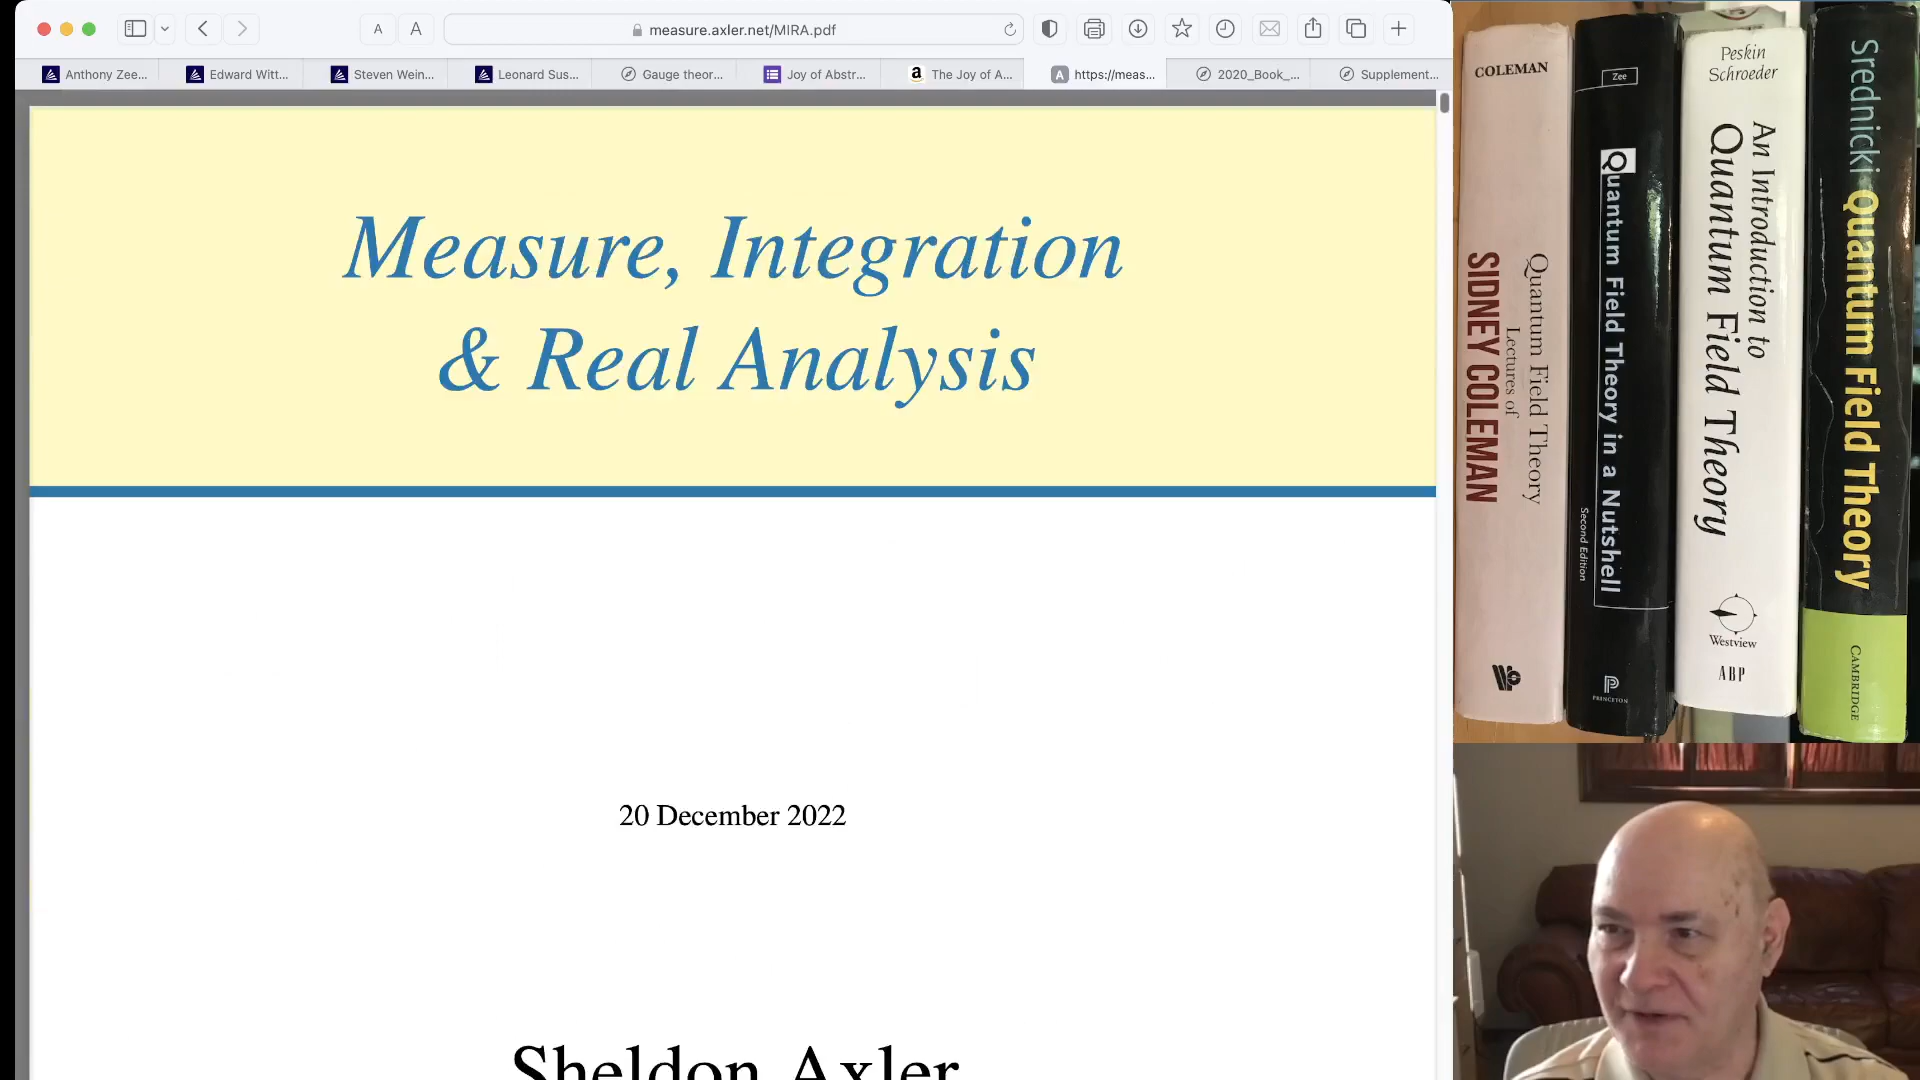 measure.axler.net/MIRA.pdf
Anthony Zee...
Edward Witt...
Steven Wein...
Leonard Sus...
Gauge theor...
Joy of Abstr...
The Joy of A...
https://meas...
2020_Book_...
Supplement...
Measure, Integration
& Real Analysis
20 December 2022
Sheldon Axler
COLEMAN
Quantum Field Theory
Lectures of
SIDNEY COLEMAN
Zee
Quantum Field Theory in a Nutshell
Second Edition
PRINCETON
Peskin
Schroeder
An Introduction to
Quantum Field Theory
Westview
ABP
Srednicki Quantum Field Theory
CAMBRIDGE